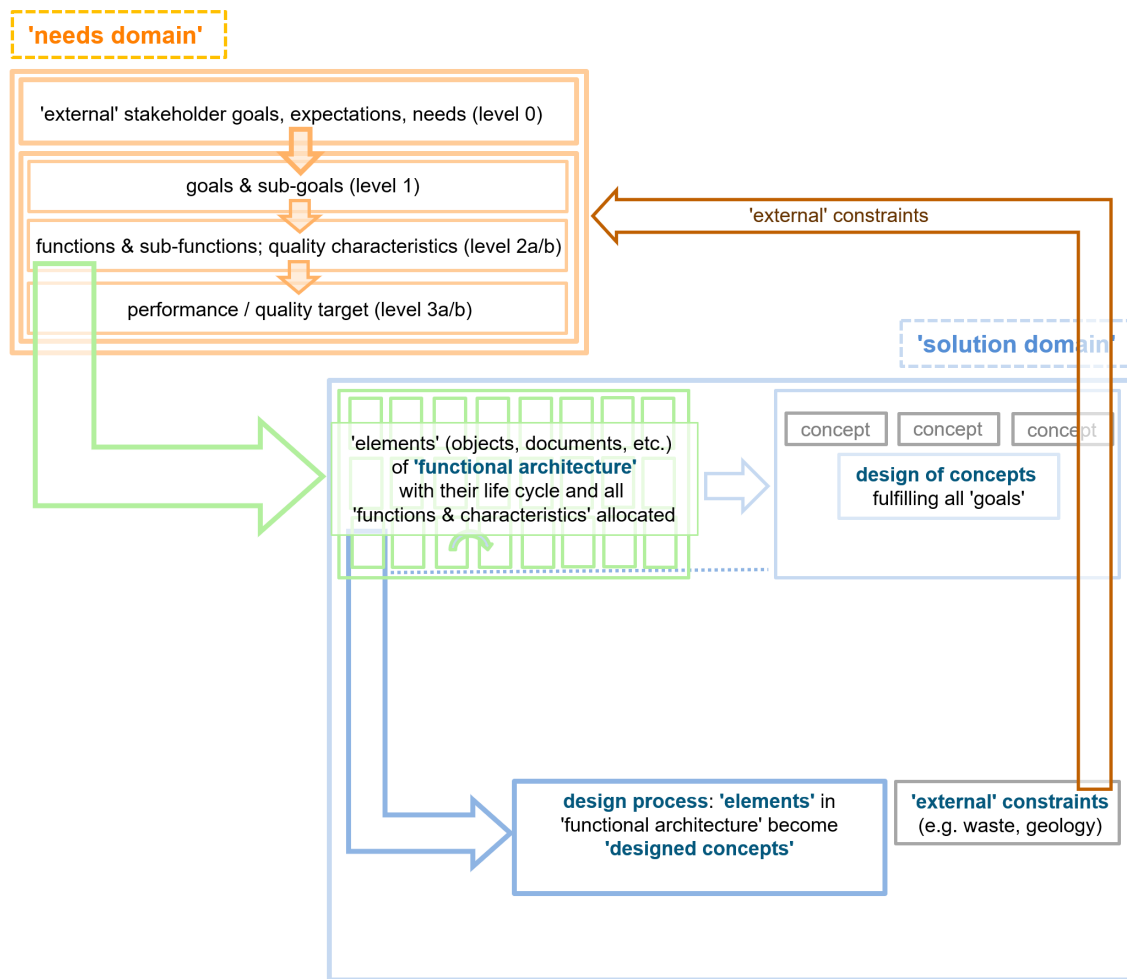 'needs domain'
'external' stakeholder goals, expectations, needs (level 0)
goals & sub-goals (level 1)
'external' constraints
functions & sub-functions; quality characteristics (level 2a/b)
performance / quality target (level 3a/b)
'solution domain'
concept concept concept
'elements' (objects, documents, etc.)
of 'functional architecture'
with their life cycle and all
'functions & characteristics' allocated
design of concepts
fulfilling all 'goals'
design process: 'elements' in
'functional architecture' become
'designed concepts'
'external' constraints
(e.g. waste, geology)